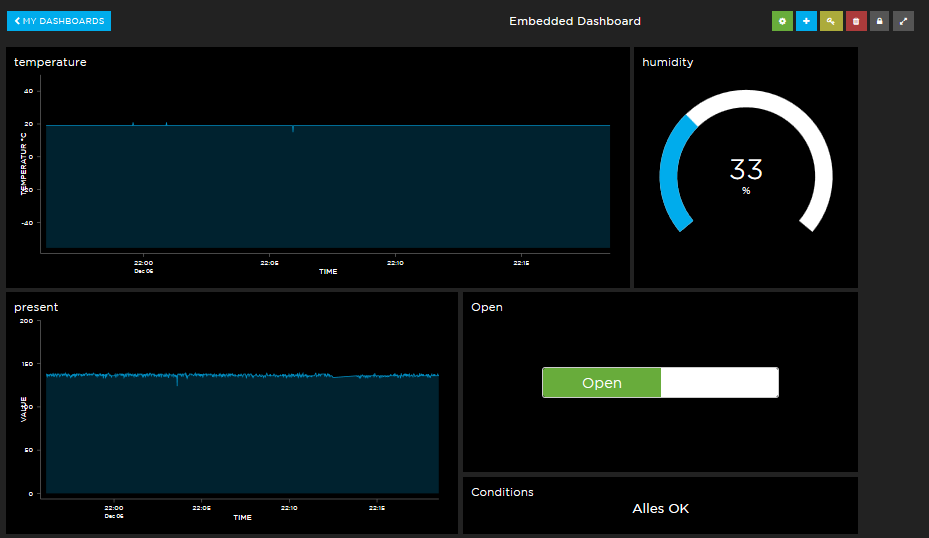 MY DASHBOARDS
Embedded Dashboard
temperature
40
20
0
-20
-40
TEMPERATUR °C
22:00
Dec 06
22:05
22:10
22:15
TIME
humidity
33
%
present
200
150
100
50
0
VALUE
22:00
Dec 06
22:05
22:10
22:15
TIME
Open
Open
Conditions
Alles OK